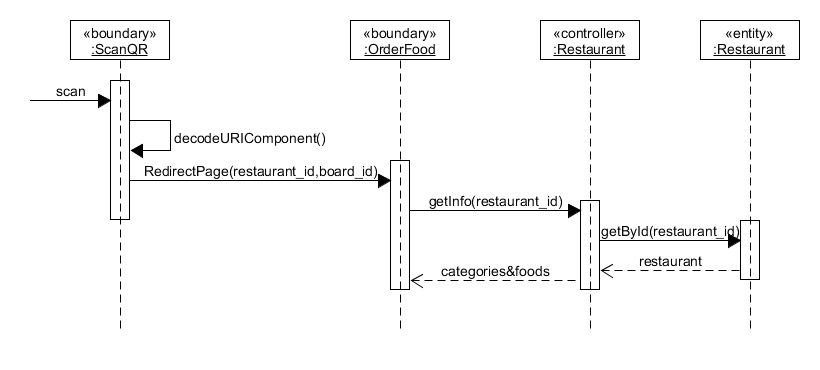 «boundary»
:ScanQR
«boundary»
:OrderFood
«controller»
:Restaurant
«entity»
:Restaurant
scan
decodeURIComponent()
RedirectPage(restaurant_id,board_id)
getInfo(restaurant_id)
getById(restaurant_id)
restaurant
categories&foods